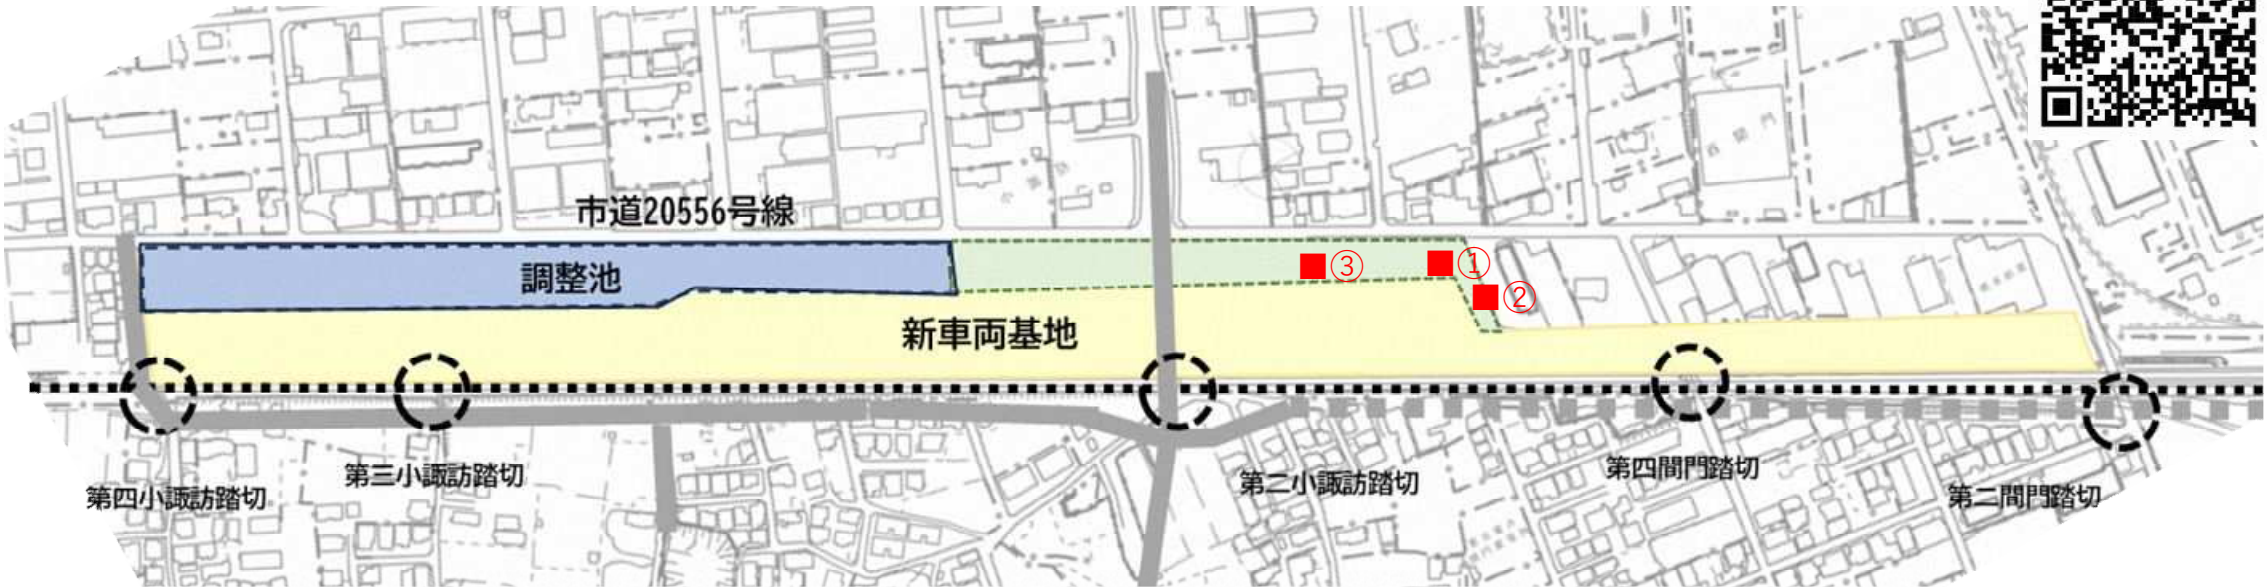 市道20556号線
調整池
③
①
②
新車両基地
第四小諏訪踏切
第三小諏訪踏切
第二小諏訪踏切
第四間門踏切
第二間門踏切